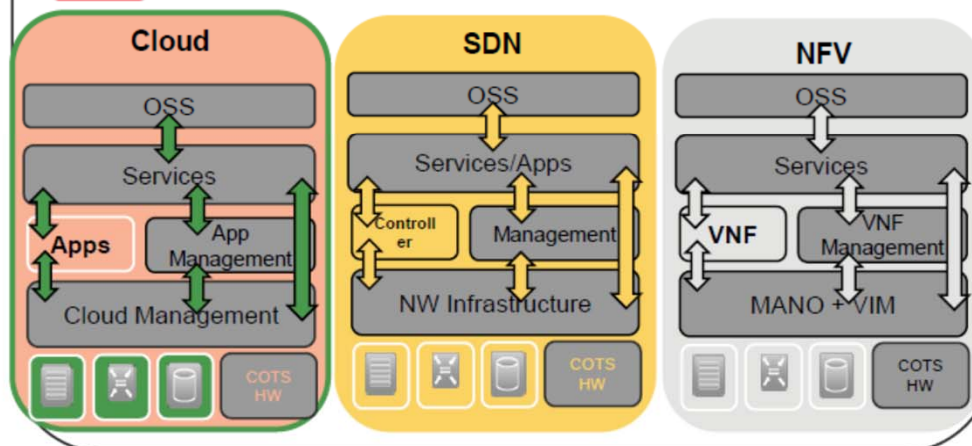 Cloud
OSS
Services
Apps
App
Management
Cloud Management
COTS
HW
SDN
OSS
Services/Apps
Controll
er
Management
NW Infrastructure
COTS
HW
NFV
OSS
Services
VNF
VNF
Management
MANO + VIM
COTS
HW